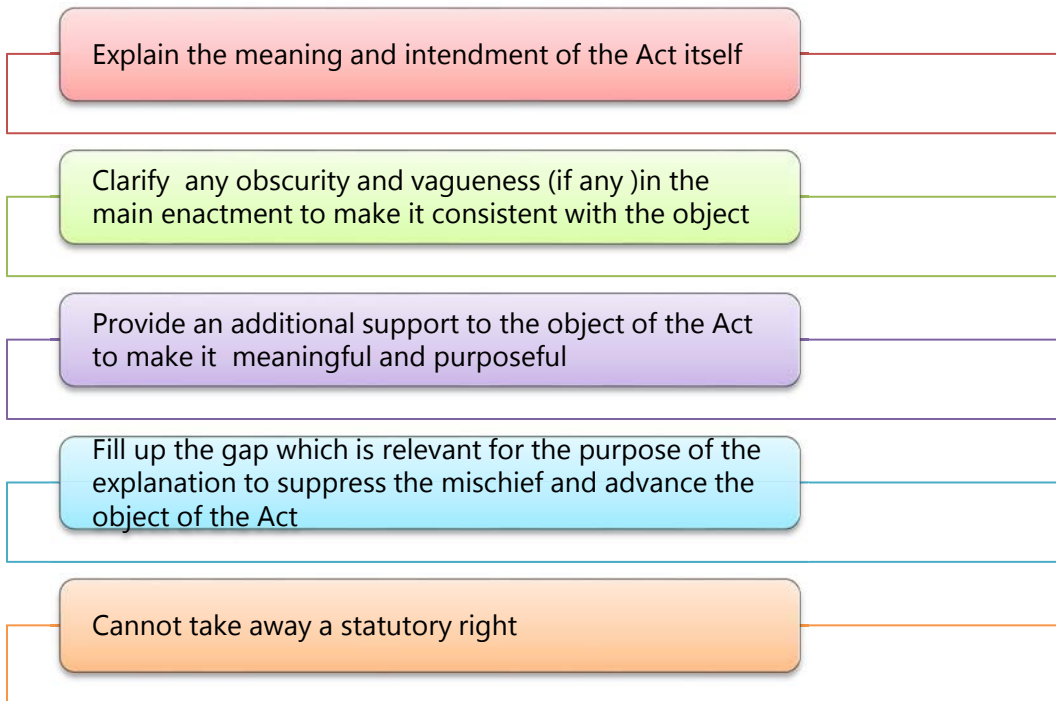 Explain the meaning and intendment of the Act itself
Clarify any obscurity and vagueness (if any )in the
main enactment to make it consistent with the object
Provide an additional support to the object of the Act
to make it meaningful and purposeful
Fill up the gap which is relevant for the purpose of the
explanation to suppress the mischief and advance the
object of the Act
Cannot take away a statutory right